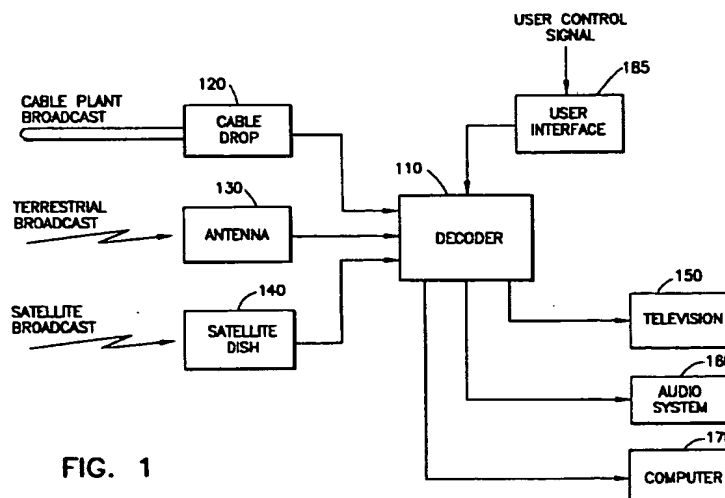 USER CONTROL
SIGNAL
120
185
CABLE PLANT
BROADCAST
CABLE
DROP
USER
INTERFACE
110
130
TERRESTRIAL
BROADCAST
ANTENNA
DECODER
140
150
SATELLITE
BROADCAST
SATELLITE
DISH
TELEVISION
AUDIO
SYSTEM
COMPUTER
FIG. 1